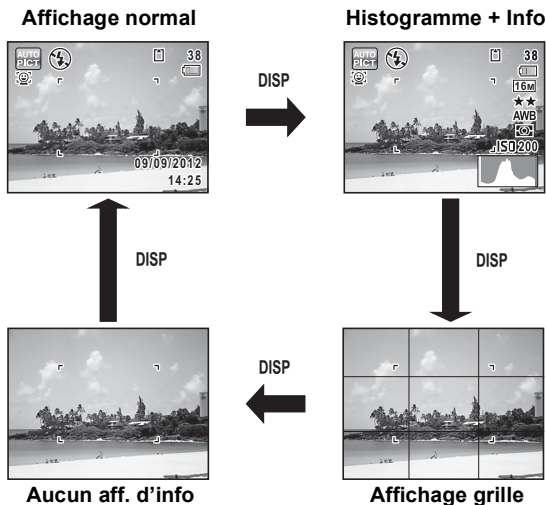 Affichage normal
Histogramme + Info
AUTO PICT
38
09/09/2012
14:25
DISP
AUTO PICT
38
16M
AWB
ISO 200
DISP
DISP
DISP
Aucun aff. d'info
Affichage grille